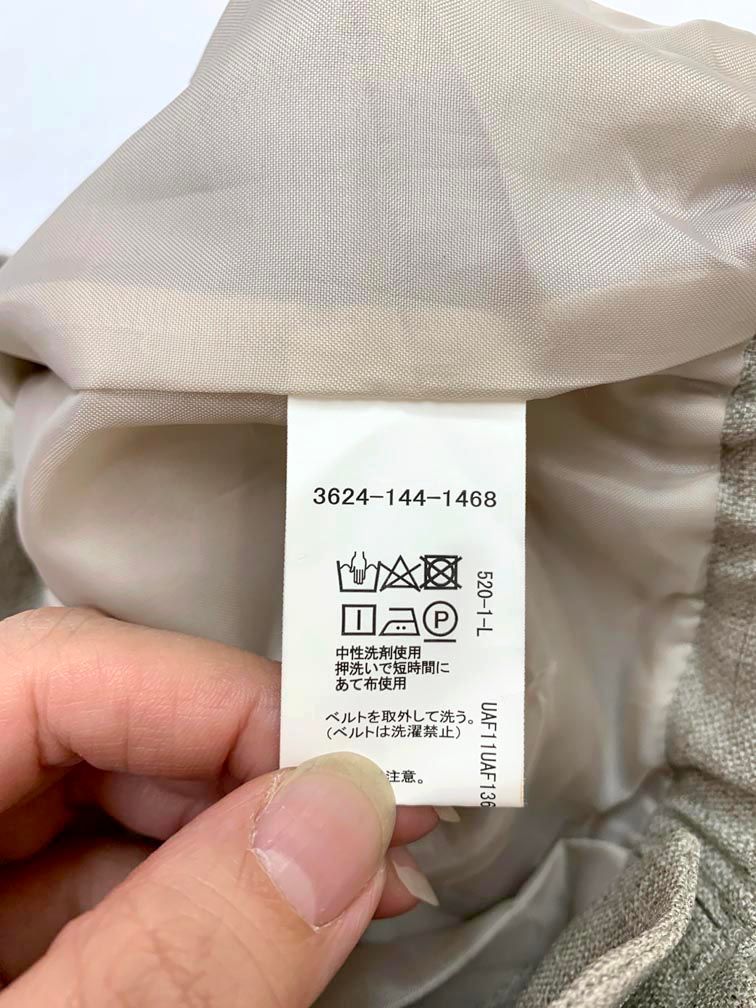 3624-144-1468
P
中性洗剤使用
押洗いで短時間に
あて布使用
ベルトを取外して洗う。
(ベルトは洗濯禁止)
注意。
520-1-L
UAF11UAF136